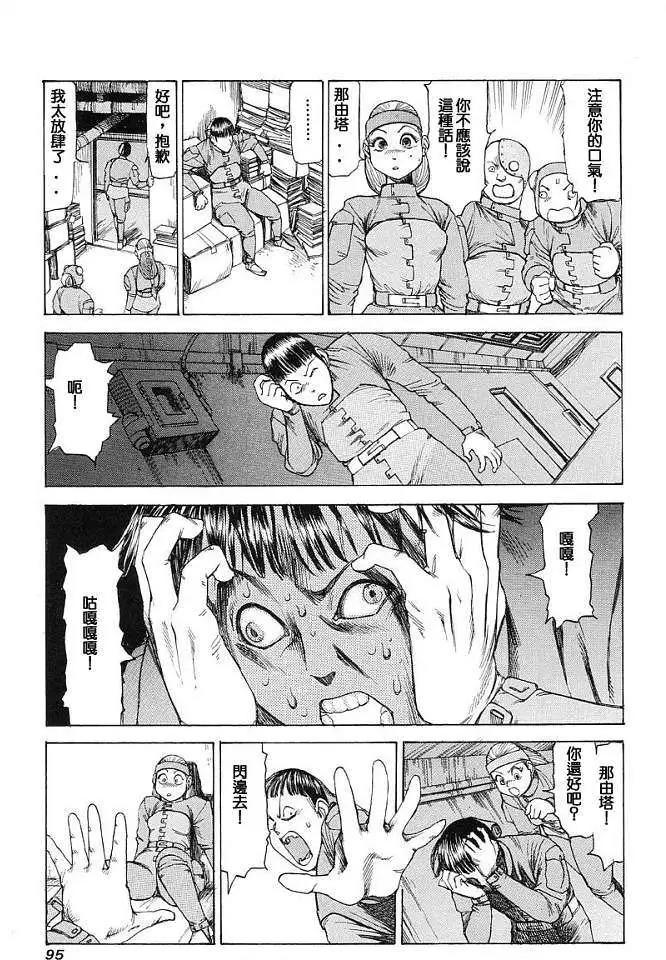 注意你的口氣!
那由塔..
你不應該說
這種話!
………
好吧，抱歉
我太放肆了..
呃!
嘎嘎!
咕嘎嘎嘎!
那由塔!
你還好吧?
閃邊去!
95